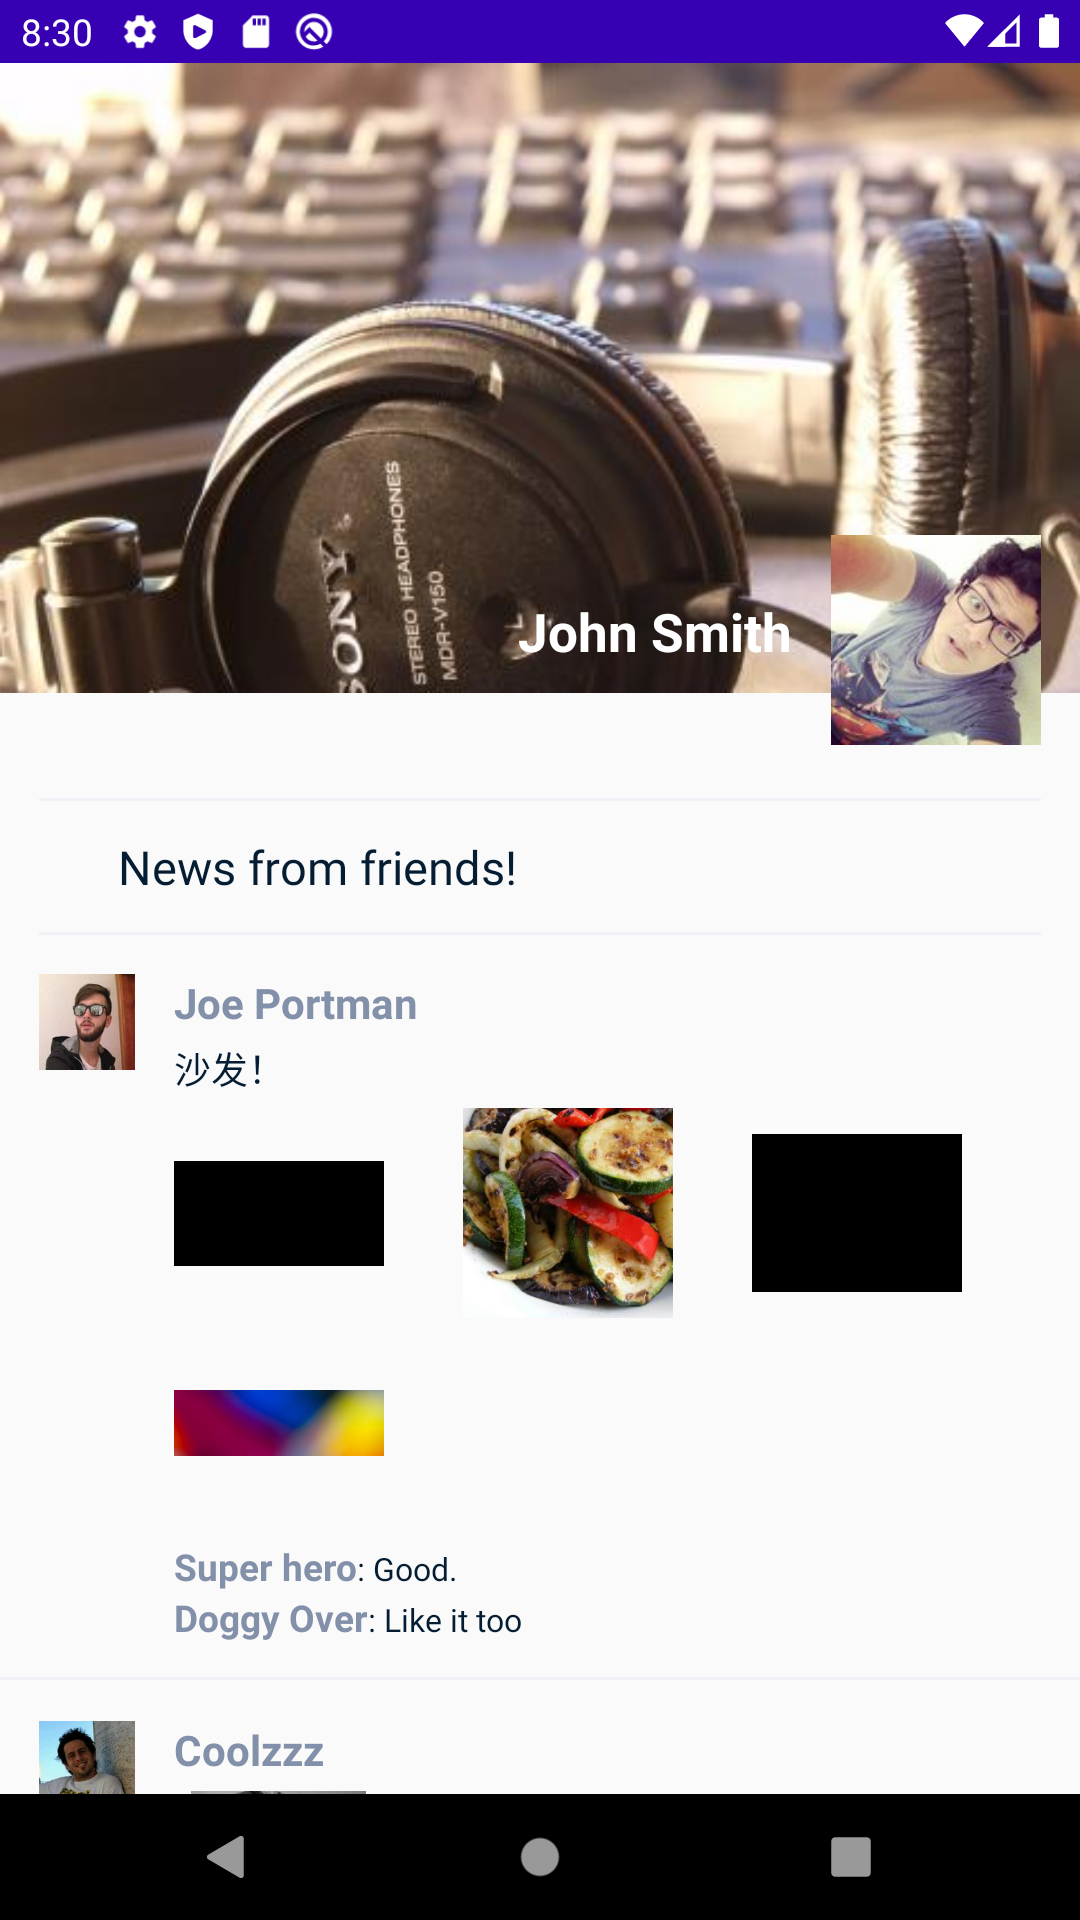 8:30
SONY
STEREO HEADPHONES
MDR-V150
L
John Smith
News from friends!
Joe Portman
沙发！
Super hero: Good.
Doggy Over: Like it too
Coolzzz